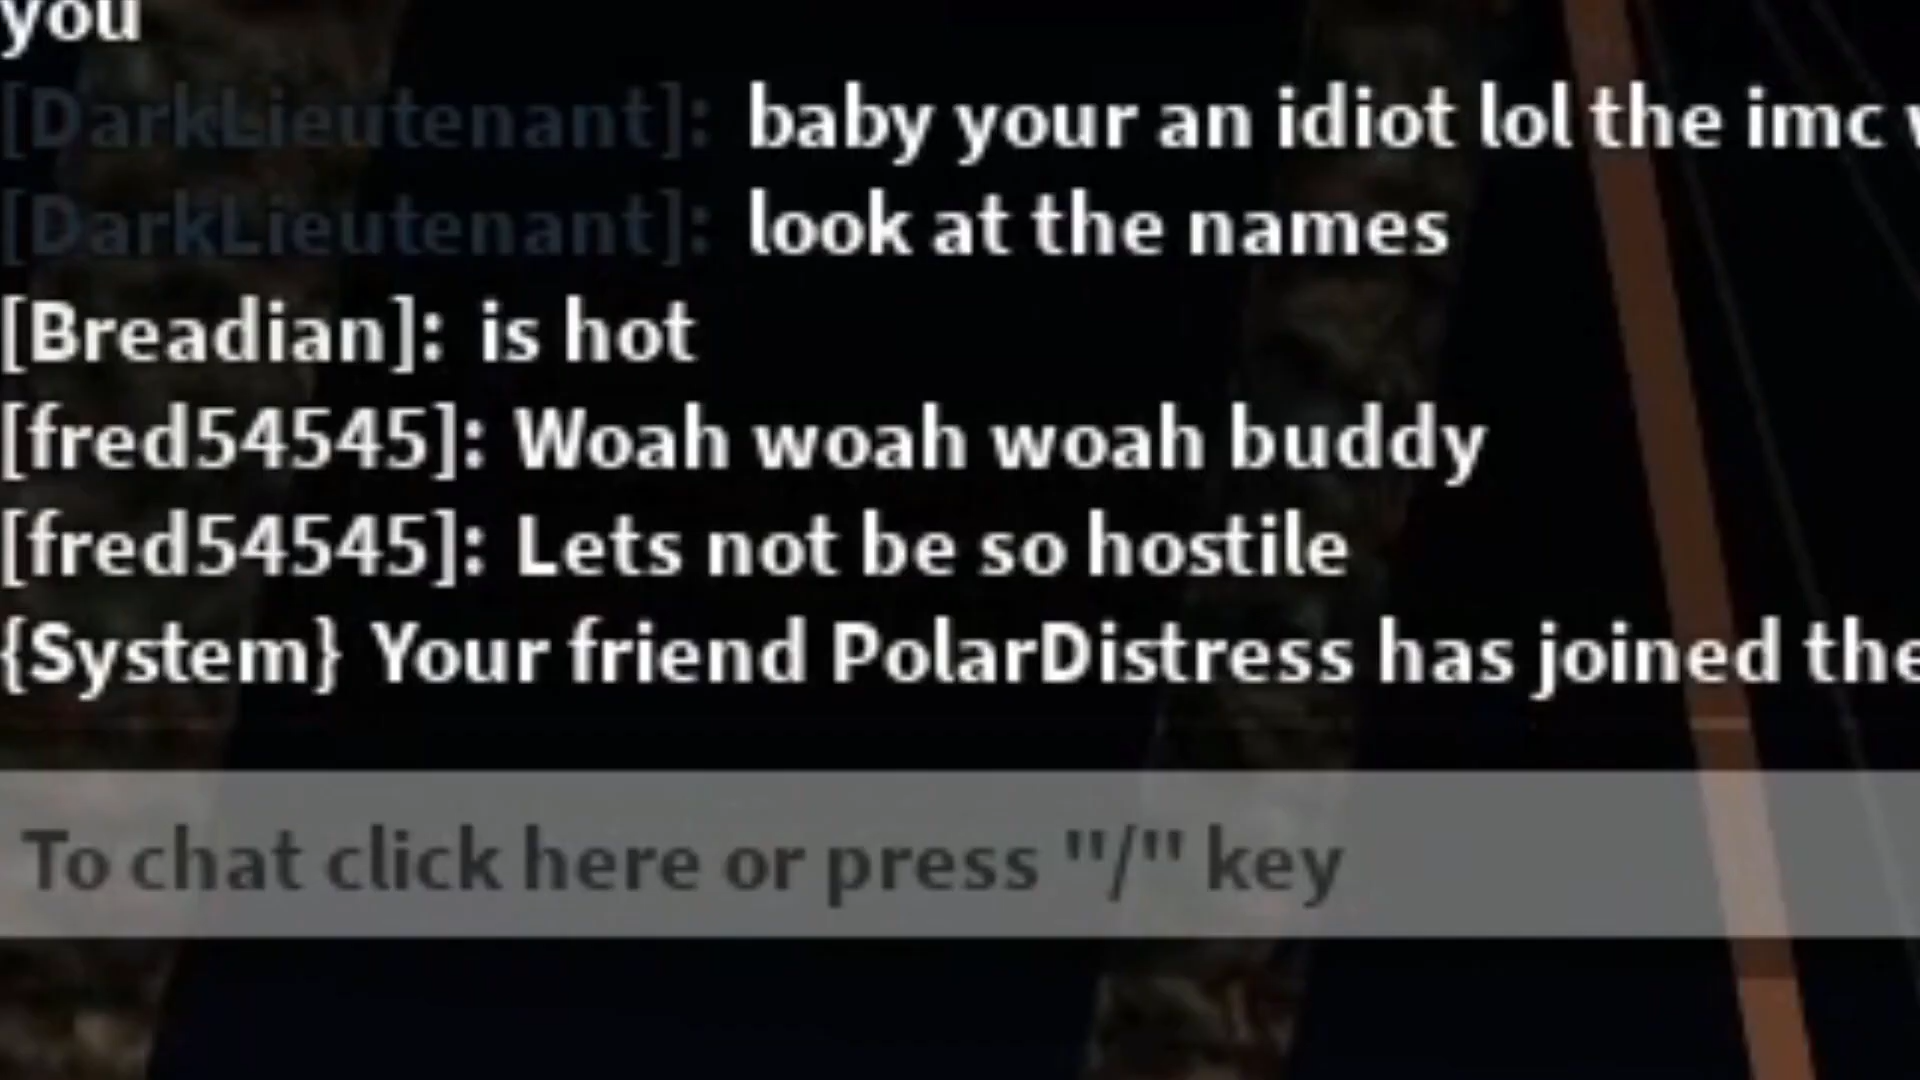 you
[DarkLieutenant]: baby your an idiot lol the imc
[DarkLieutenant]: look at the names
[Breadian]: is hot
[fred54545]: Woah woah woah buddy
[fred54545]: Lets not be so hostile
{System} Your friend PolarDistress has joined the
To chat click here or press "/" key